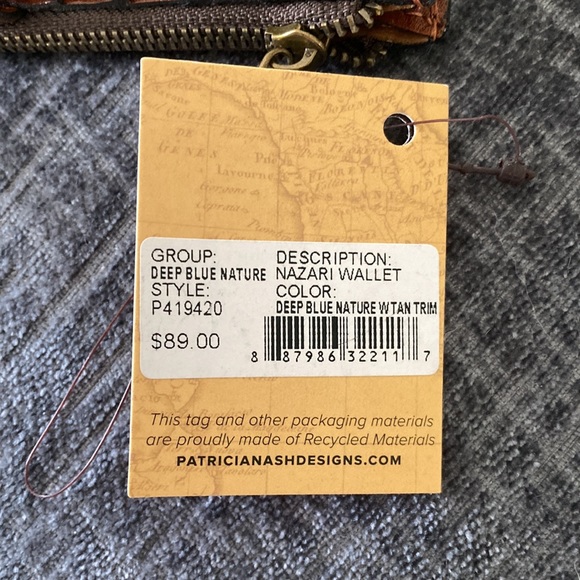 GROUP:
DEEP BLUE NATURE
STYLE:
P419420
$89.00
DESCRIPTION:
NAZARI WALLET
COLOR:
DEEP BLUE NATURE W TAN TRIM
8 87986 32211 7
This tag and other packaging materials
are proudly made of Recycled Materials
PATRICIANASHDESIGNS.COM